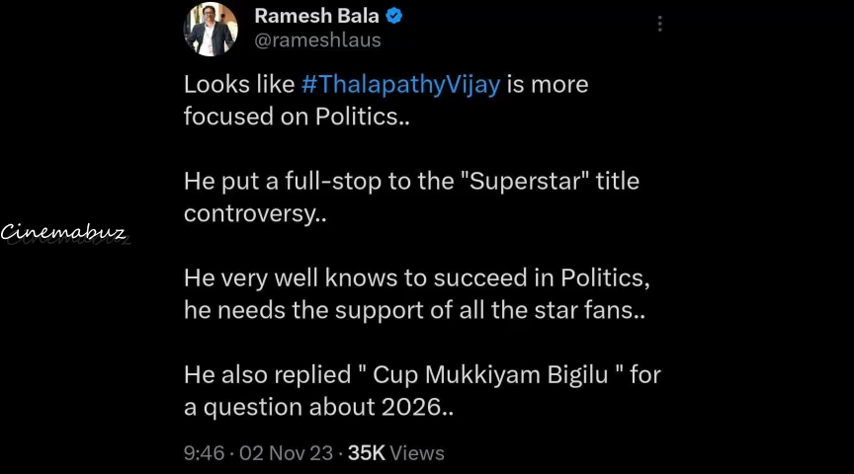 Ramesh Bala
@rameshlaus
Looks like #ThalapathyVijay is more
focused on Politics..
He put a full-stop to the "Superstar" title
controversy..
Cinemabuz
He very well knows to succeed in Politics,
he needs the support of all the star fans..
He also replied " Cup Mukkiyam Bigilu " for
a question about 2026..
9:46 · 02 Nov 23 · 35K Views